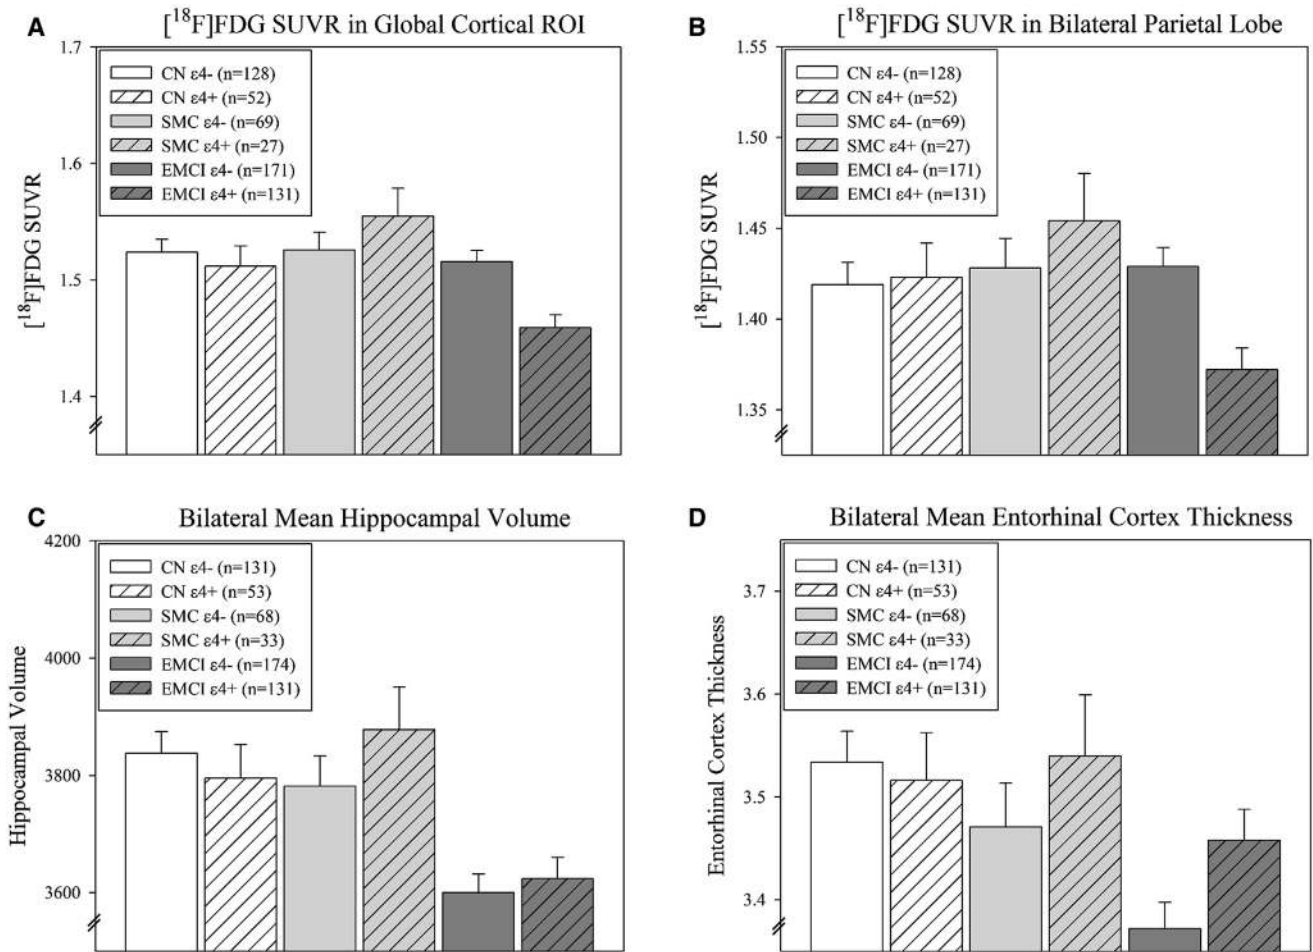 A
[¹⁸F]FDG SUVR in Global Cortical ROI
[¹⁸F]FDG SUVR
1.7
1.6
1.5
1.4
CN ε4- (n=128)
CN ε4+ (n=52)
SMC ε4- (n=69)
SMC ε4+ (n=27)
EMCI ε4- (n=171)
EMCI ε4+ (n=131)
B
[¹⁸F]FDG SUVR in Bilateral Parietal Lobe
[¹⁸F]FDG SUVR
1.55
1.50
1.45
1.40
1.35
CN ε4- (n=128)
CN ε4+ (n=52)
SMC ε4- (n=69)
SMC ε4+ (n=27)
EMCI ε4- (n=171)
EMCI ε4+ (n=131)
C
Bilateral Mean Hippocampal Volume
Hippocampal Volume
4200
4000
3800
3600
CN ε4- (n=131)
CN ε4+ (n=53)
SMC ε4- (n=68)
SMC ε4+ (n=33)
EMCI ε4- (n=174)
EMCI ε4+ (n=131)
D
Bilateral Mean Entorhinal Cortex Thickness
Entorhinal Cortex Thickness
3.7
3.6
3.5
3.4
CN ε4- (n=131)
CN ε4+ (n=53)
SMC ε4- (n=68)
SMC ε4+ (n=33)
EMCI ε4- (n=174)
EMCI ε4+ (n=131)